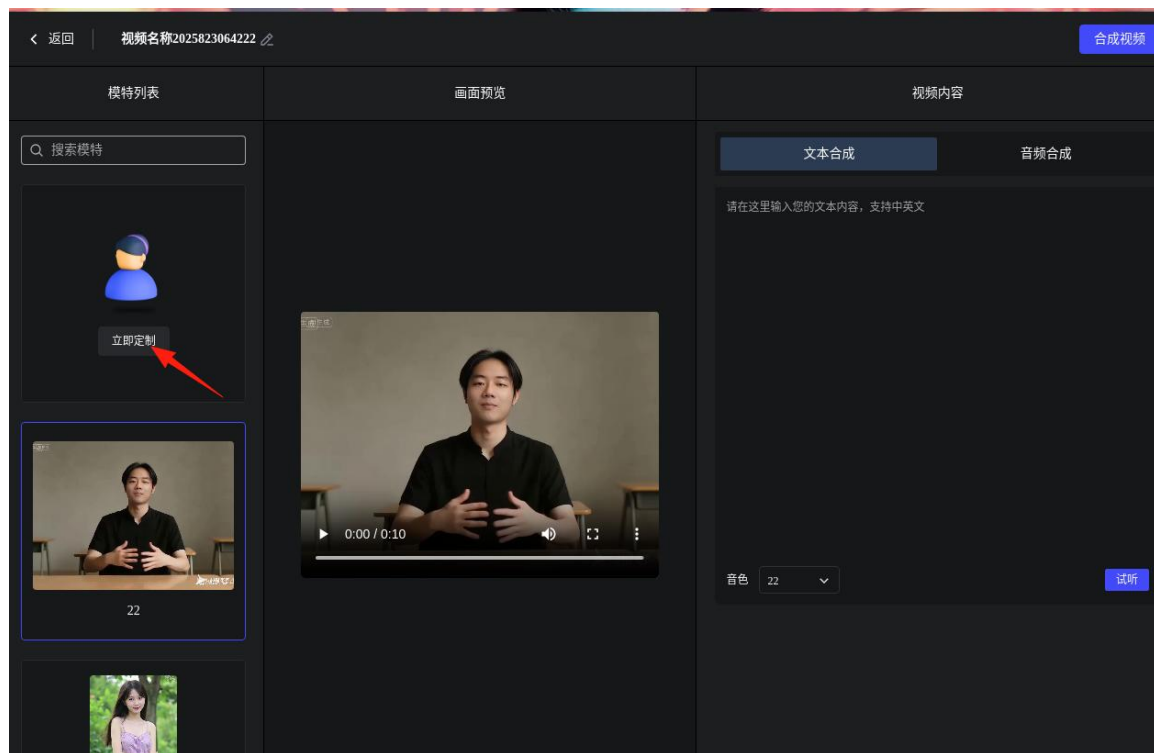 返回
视频名称2025823064222
合成视频
模特列表
画面预览
视频内容
搜索模特
立即定制
22
0:00 / 0:10
文本合成
音频合成
请在这里输入您的文本内容，支持中英文
音色
22
试听